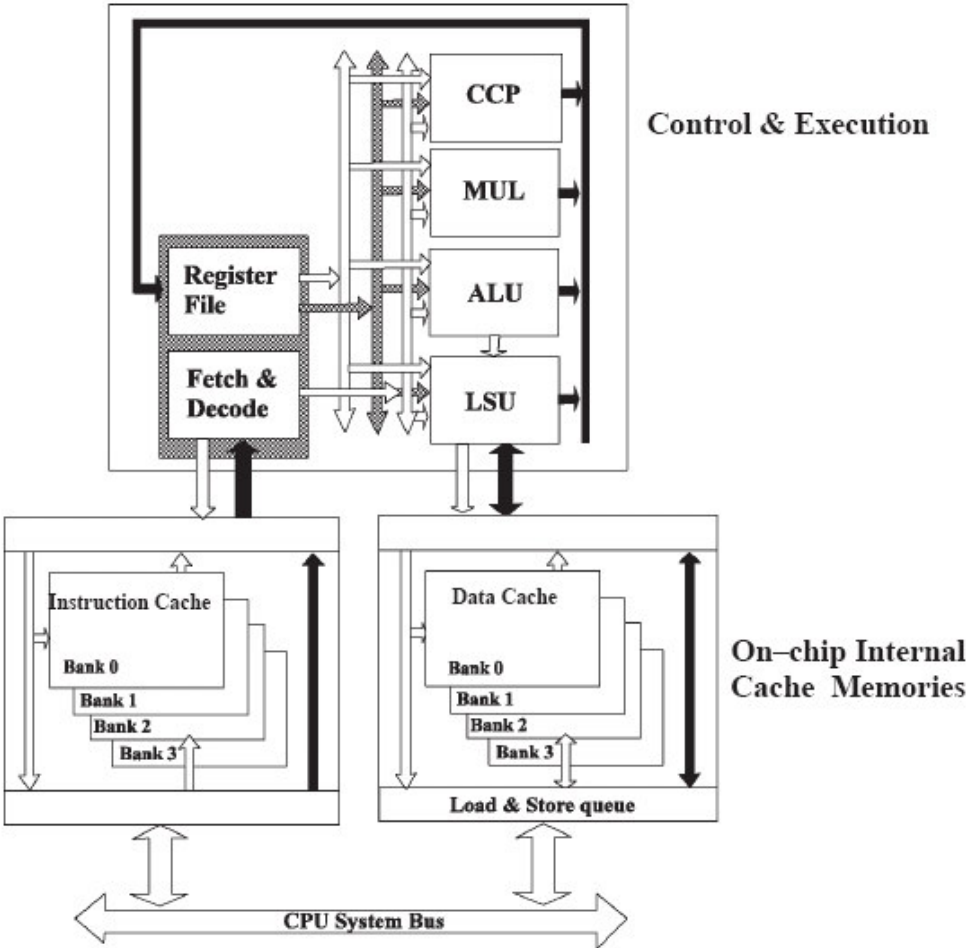 CCP
Control & Execution
MUL
Register
File
ALU
Fetch &
Decode
LSU
Instruction Cache
Bank 0
Bank 1
Bank 2
Bank 3
Data Cache
Bank 0
Bank 1
Bank 2
Bank 3
On–chip Internal
Cache Memories
Load & Store queue
CPU System Bus